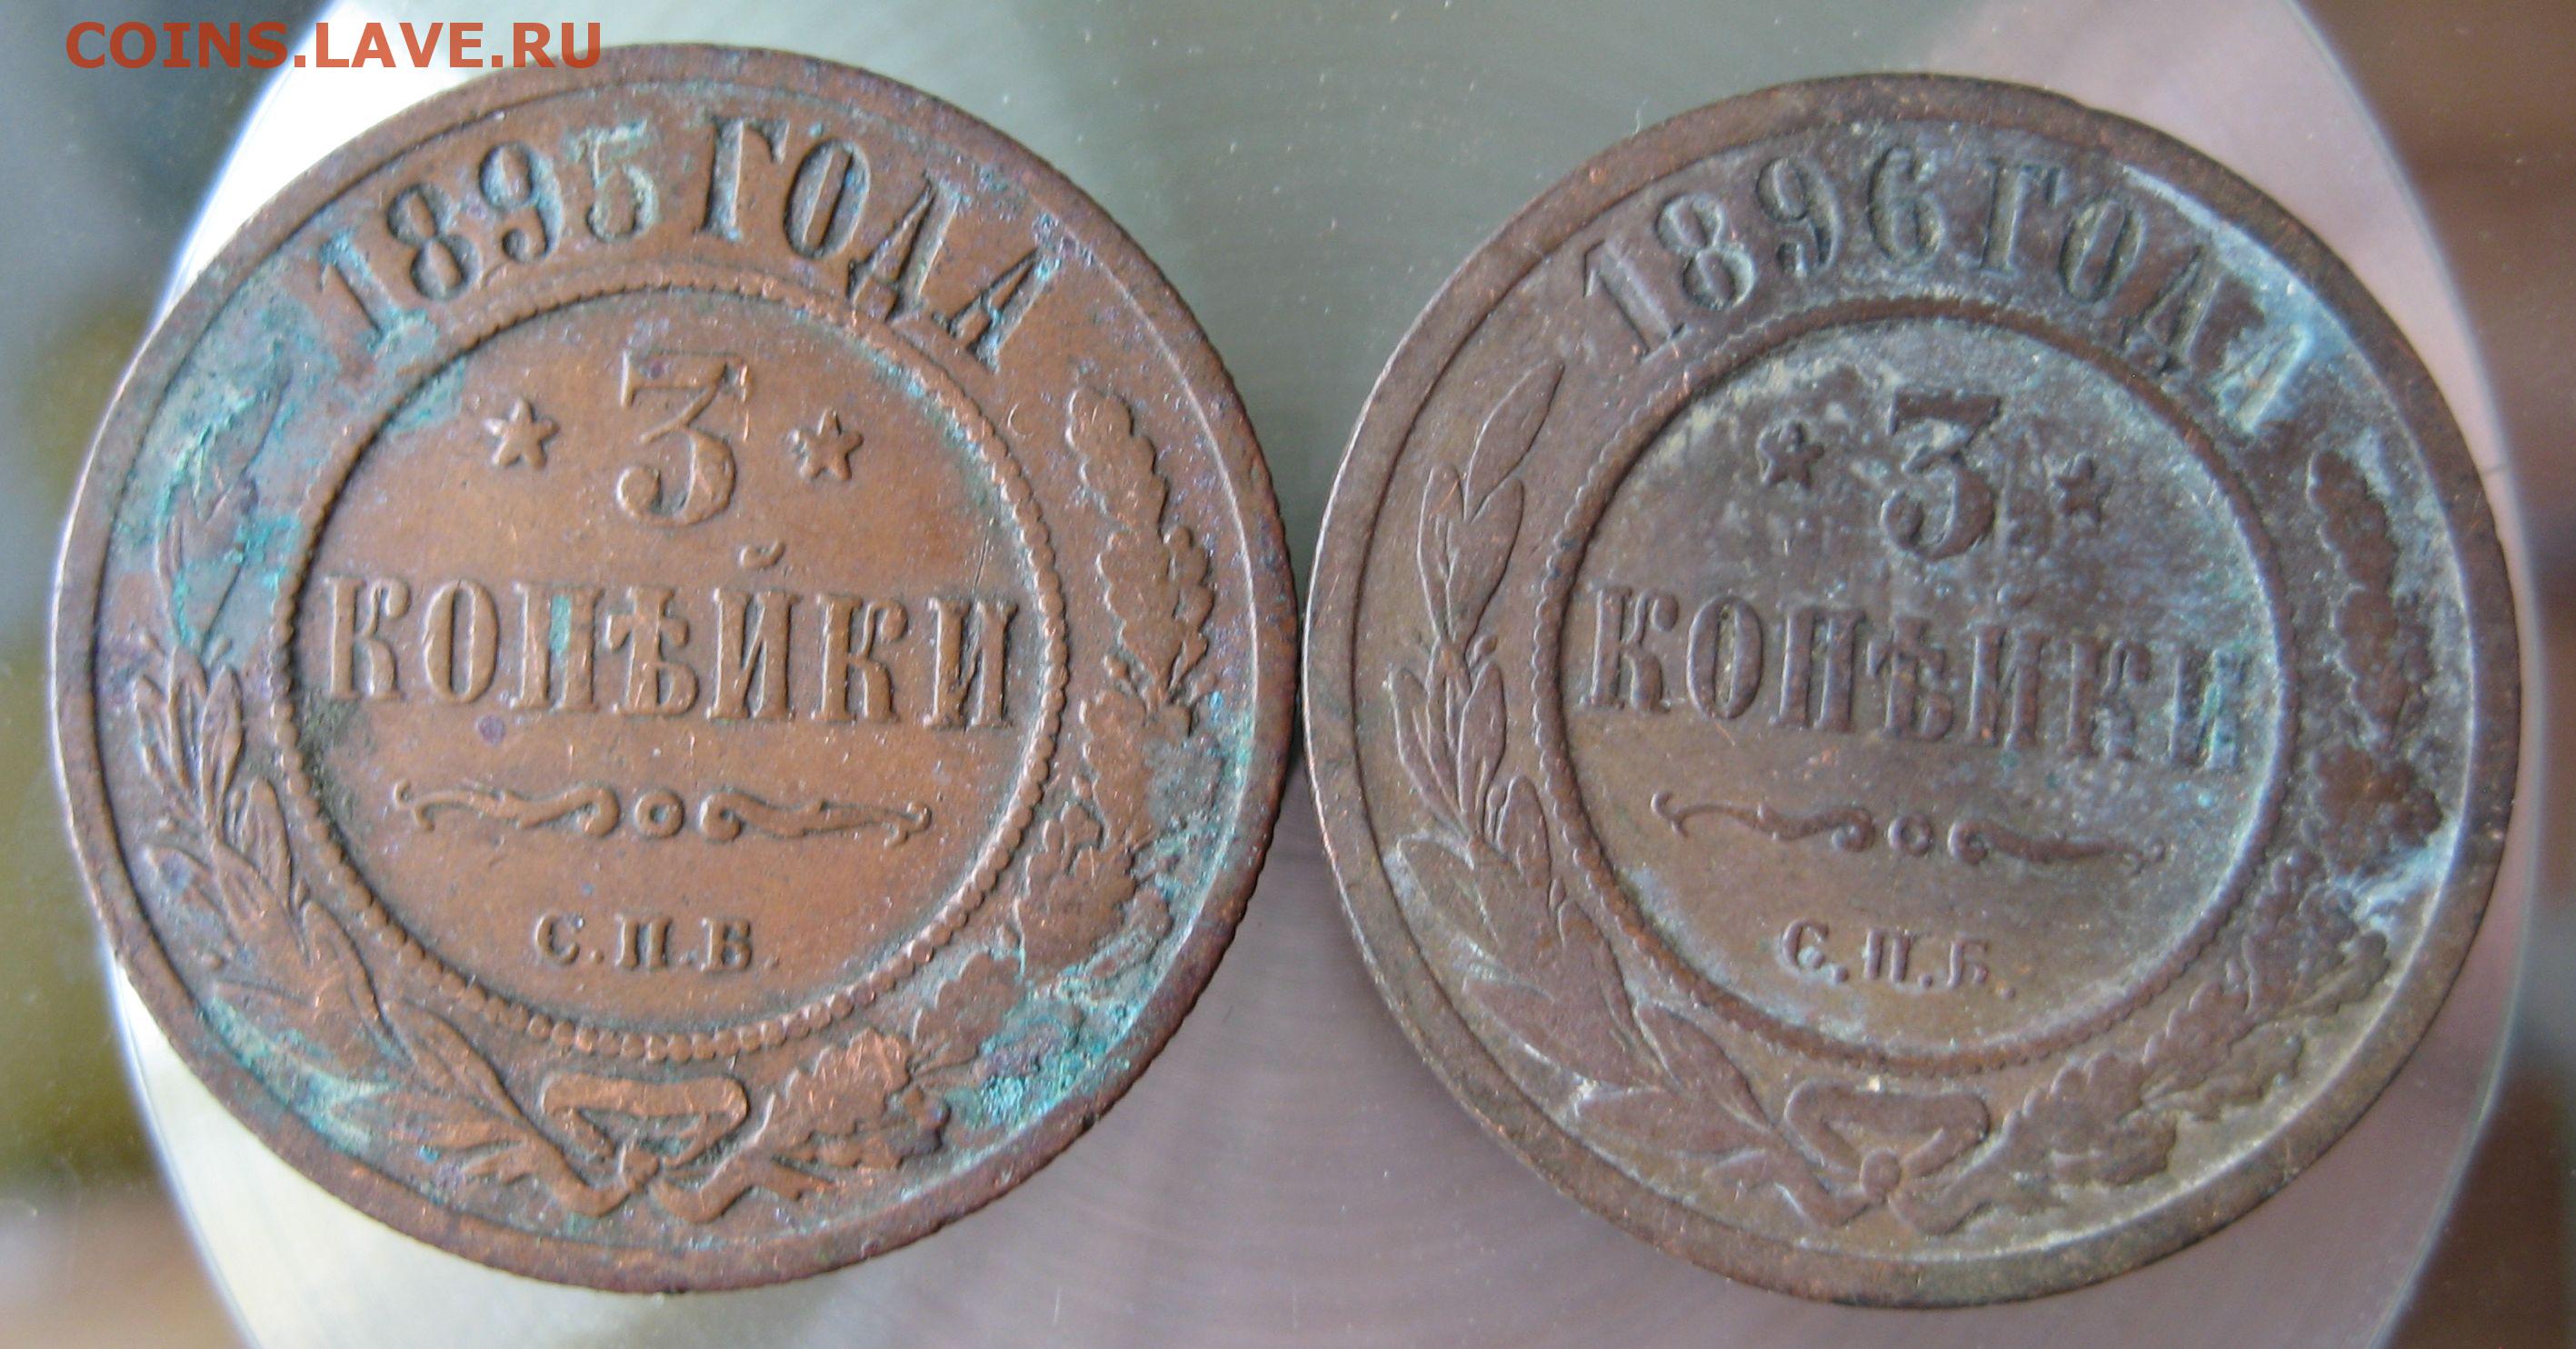 COINS.LAVE.RU
1895 ГОДА
3
КОПѢЙКИ
С.П.Б.
1896 ГОДА
3
КОПѢЙКИ
С.П.Б.